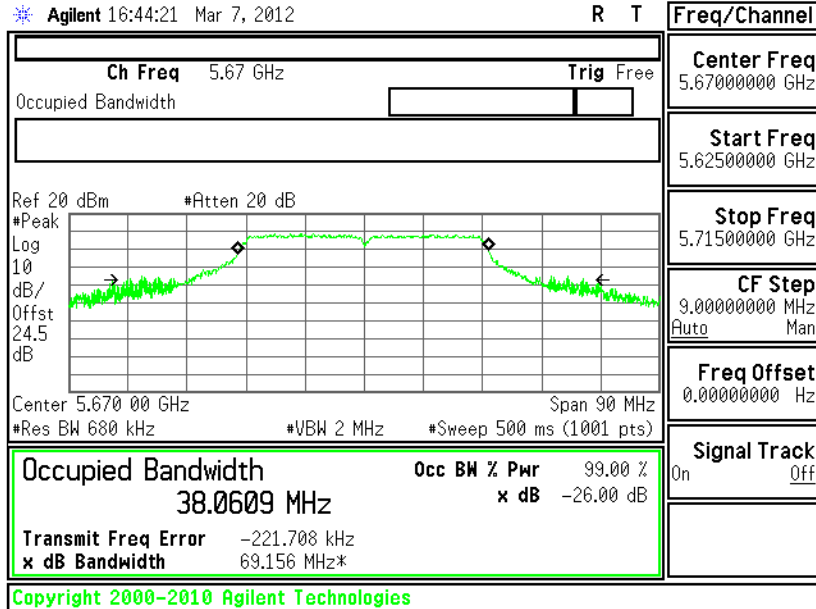 Agilent 16:44:21 Mar 7, 2012 R T
Freq/Channel
Ch Freq 5.67 GHz Trig Free
Occupied Bandwidth
Center Freq
5.67000000 GHz
Start Freq
5.62500000 GHz
Stop Freq
5.71500000 GHz
CF Step
9.00000000 MHz
Auto Man
Freq Offset
0.00000000 Hz
Signal Track
On Off
Ref 20 dBm #Atten 20 dB
#Peak
Log
10
dB/
Offst
24.5
dB
Center 5.670 00 GHz Span 90 MHz
#Res BW 680 kHz #VBW 2 MHz #Sweep 500 ms (1001 pts)
Occupied Bandwidth
38.0609 MHz
Occ BW % Pwr 99.00 %
x dB -26.00 dB
Transmit Freq Error -221.708 kHz
x dB Bandwidth 69.156 MHz*
Copyright 2000-2010 Agilent Technologies